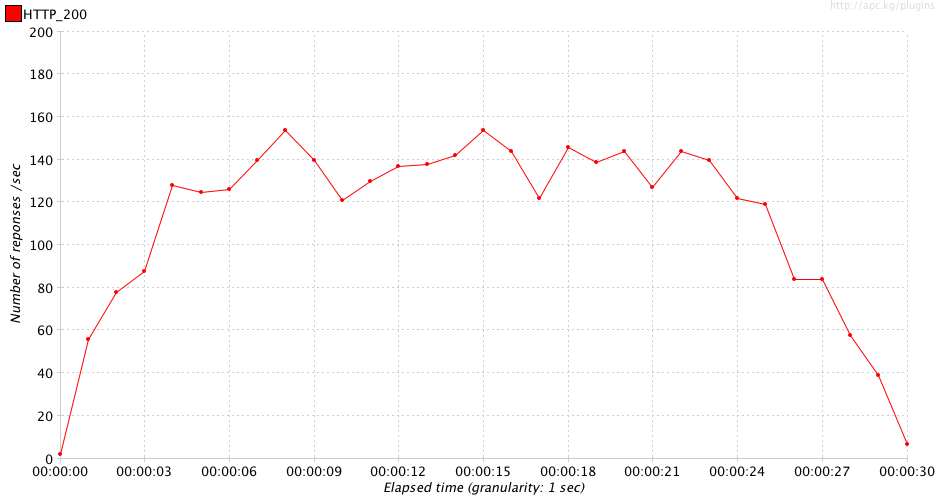 http://apc.kg/plugins
HTTP_200
200
180
160
140
120
100
80
60
40
20
0
Number of reponses /sec
00:00:00 00:00:03 00:00:06 00:00:09 00:00:12 00:00:15 00:00:18 00:00:21 00:00:24 00:00:27 00:00:30
Elapsed time (granularity: 1 sec)